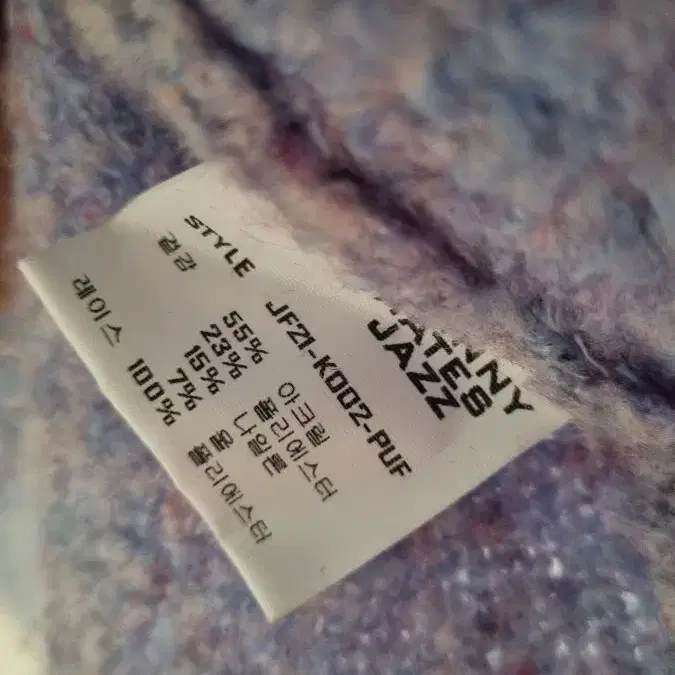 JAZZ
STYLE JF21-K002-PUF
겉감 55% 아크릴
23% 폴리에스터
15% 나일론
7% 울
레이스 100% 폴리에스터